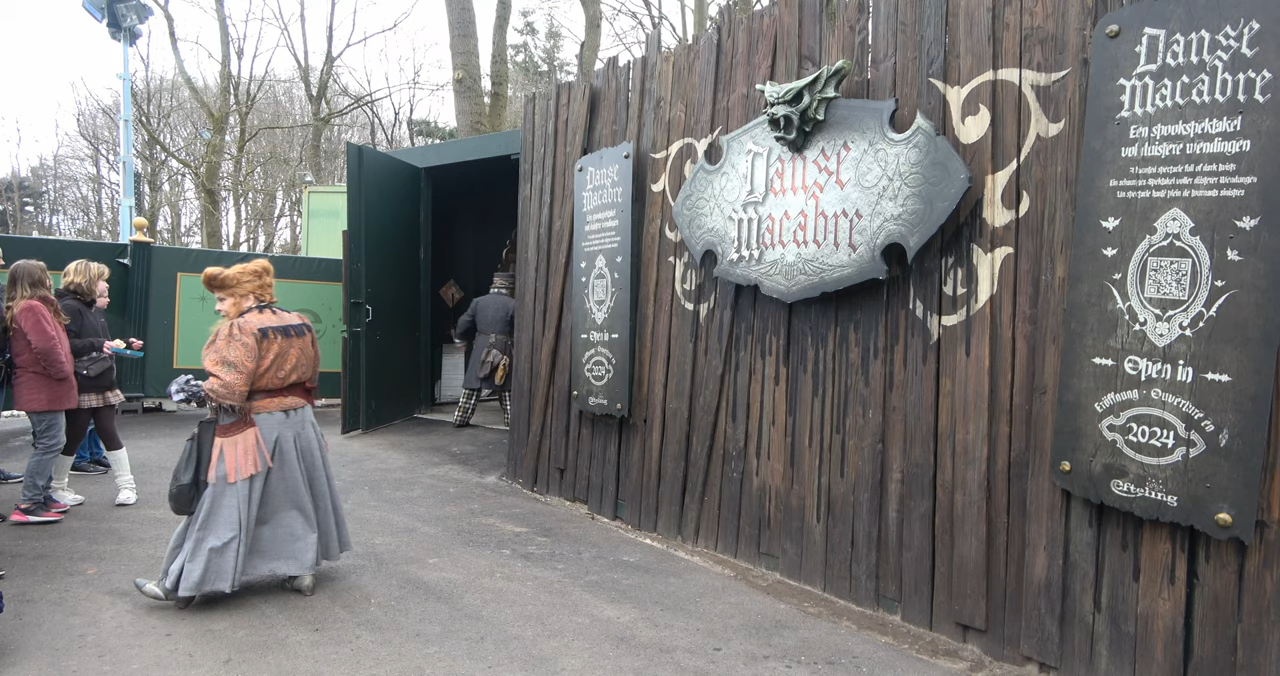 Danse
Macabre
Een spookspektakel
vol duistere wendingen
Open in
2024
Efteling
Danse
Macabre
Danse
Macabre
Een spookspektakel
vol duistere wendingen
A haunted spectacle full of dark twists
Ein schauriges Spektakel voller düsterer Wendungen
Un spectacle hanté plein de tournants sinistres
Open in
Eröffnung · Ouverture en
2024
Efteling